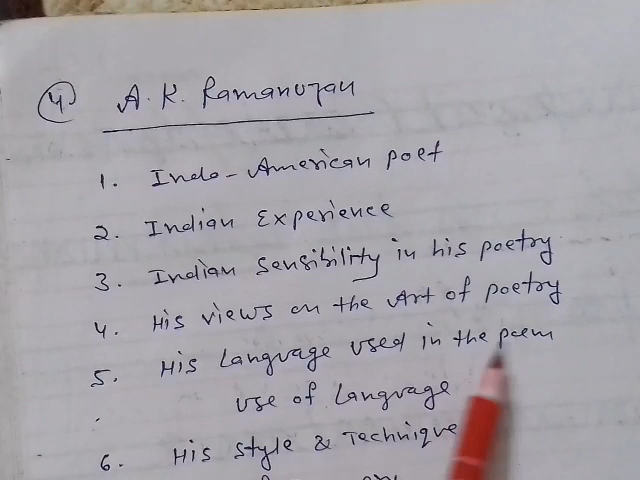 4) A. K. Ramanujan
1. Indo-American poet
2. Indian Experience
3. Indian Sensibility in his poetry
4. His views on the Art of poetry
5. His Language used in the poem
use of Language
6. His Style & Technique